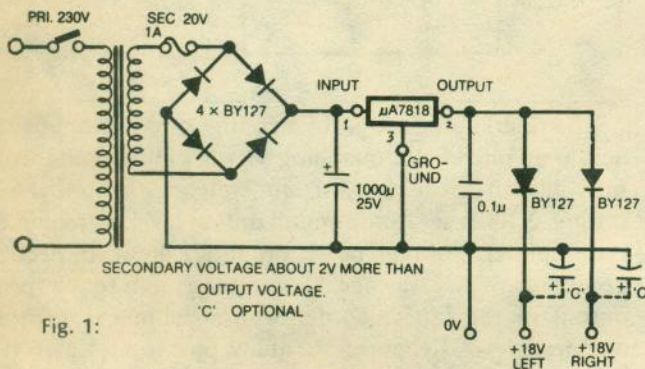 PRI. 230V
SEC 20V
1A
4 × BY127
INPUT
1
μA7818
OUTPUT
2
3
GRO-
UND
+
1000μ
25V
0.1μ
BY127
BY127
SECONDARY VOLTAGE ABOUT 2V MORE THAN
OUTPUT VOLTAGE.
'C' OPTIONAL
+
'C'
+
'C'
Fig. 1:
0V
+18V
LEFT
+18V
RIGHT